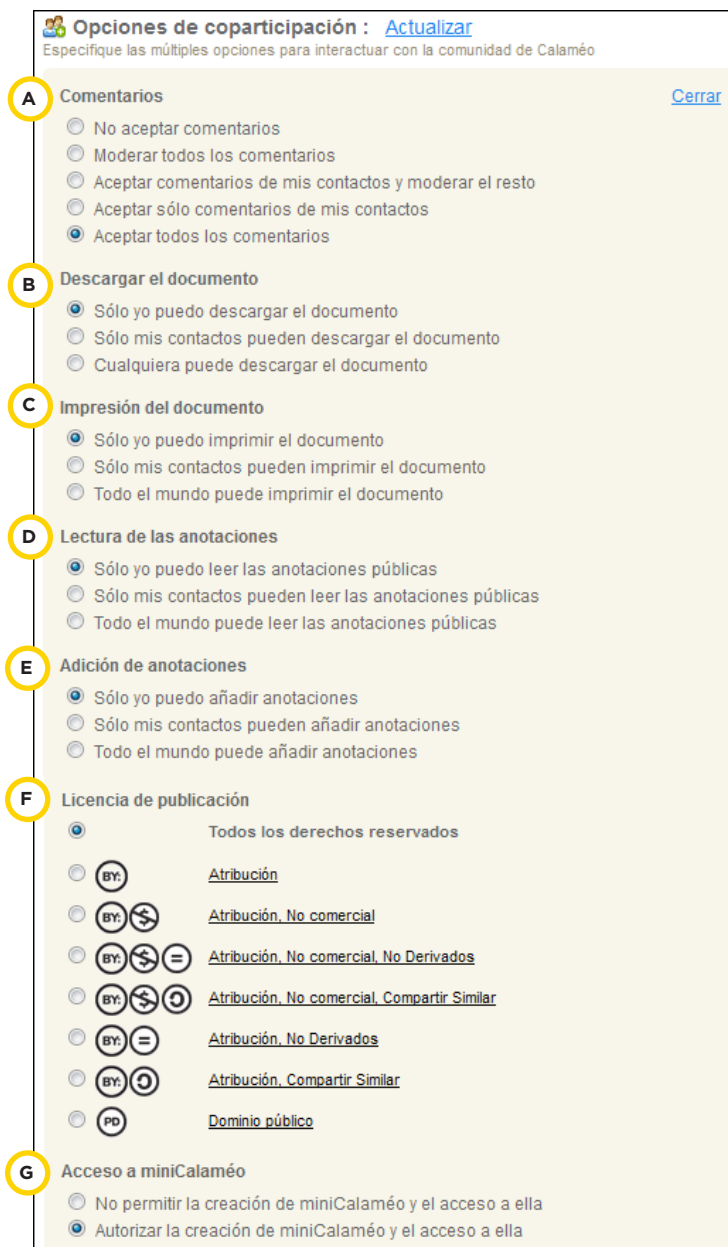 Opciones de coparticipación : Actualizar
Especifique las múltiples opciones para interactuar con la comunidad de Calaméo
A Comentarios Cerrar
No aceptar comentarios
Moderar todos los comentarios
Aceptar comentarios de mis contactos y moderar el resto
Aceptar sólo comentarios de mis contactos
Aceptar todos los comentarios
B Descargar el documento
Sólo yo puedo descargar el documento
Sólo mis contactos pueden descargar el documento
Cualquiera puede descargar el documento
C Impresión del documento
Sólo yo puedo imprimir el documento
Sólo mis contactos pueden imprimir el documento
Todo el mundo puede imprimir el documento
D Lectura de las anotaciones
Sólo yo puedo leer las anotaciones públicas
Sólo mis contactos pueden leer las anotaciones públicas
Todo el mundo puede leer las anotaciones públicas
E Adición de anotaciones
Sólo yo puedo añadir anotaciones
Sólo mis contactos pueden añadir anotaciones
Todo el mundo puede añadir anotaciones
F Licencia de publicación
Todos los derechos reservados
BY: Atribución
BY: $ Atribución, No comercial
BY: $ = Atribución, No comercial, No Derivados
BY: $ Atribución, No comercial, Compartir Similar
BY: = Atribución, No Derivados
BY: Atribución, Compartir Similar
PD Dominio público
G Acceso a miniCalaméo
No permitir la creación de miniCalaméo y el acceso a ella
Autorizar la creación de miniCalaméo y el acceso a ella